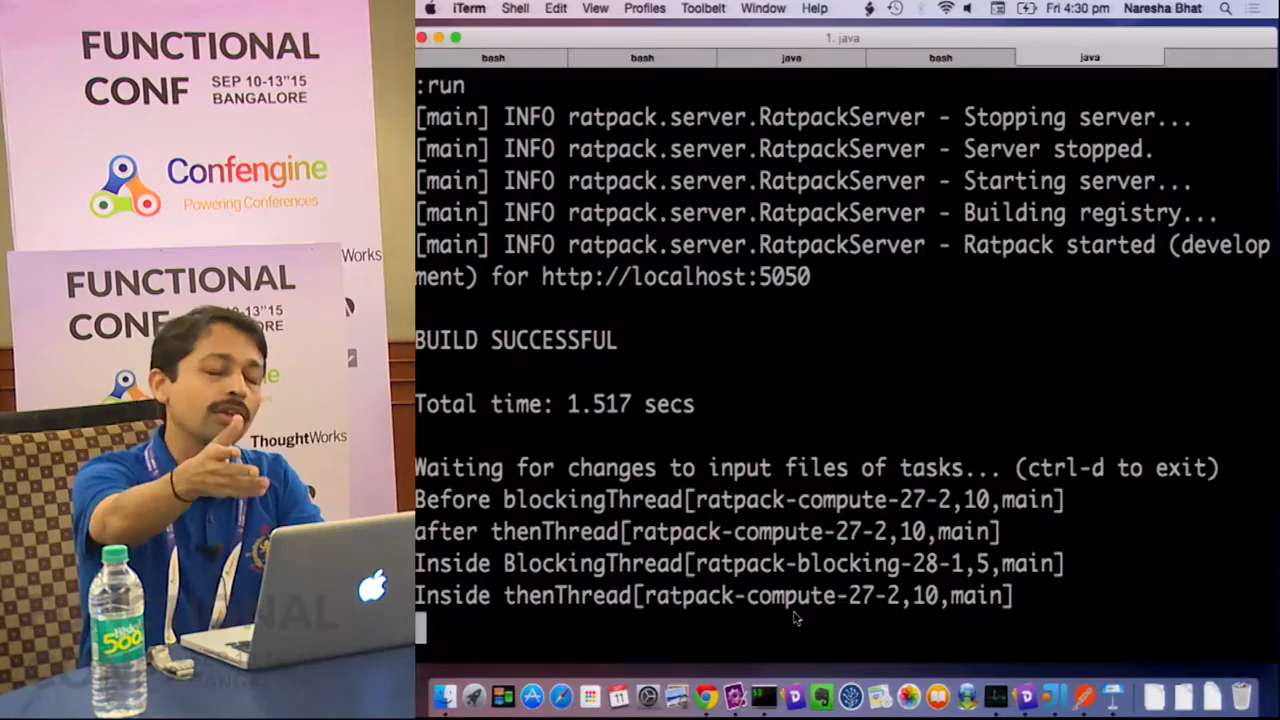 FUNCTIONAL
CONF
SEP 10-13"15
BANGALORE
Confengine
Powering Conferences
Works
FUNCTIONAL
CONF
10-13"15
ORE
ThoughtWorks
500
iTerm Shell Edit View Profiles Toolbelt Window Help Fri 4:30 pm Naresha Bhat
1. java
bash bash java bash java
:run
[main] INFO ratpack.server.RatpackServer - Stopping server...
[main] INFO ratpack.server.RatpackServer - Server stopped.
[main] INFO ratpack.server.RatpackServer - Starting server...
[main] INFO ratpack.server.RatpackServer - Building registry...
[main] INFO ratpack.server.RatpackServer - Ratpack started (develop
ment) for http://localhost:5050
BUILD SUCCESSFUL
Total time: 1.517 secs
Waiting for changes to input files of tasks... (ctrl-d to exit)
Before blockingThread[ratpack-compute-27-2,10,main]
after thenThread[ratpack-compute-27-2,10,main]
Inside BlockingThread[ratpack-blocking-28-1,5,main]
Inside thenThread[ratpack-compute-27-2,10,main]